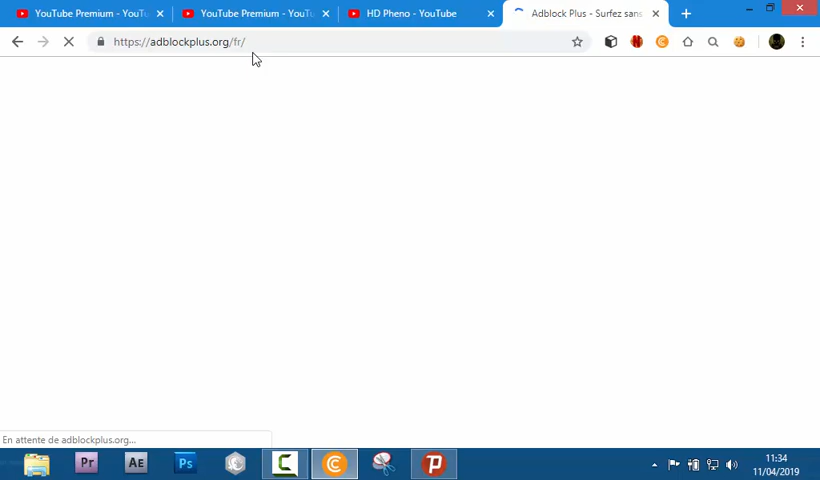 YouTube Premium - YouTu
YouTube Premium - YouTu
HD Pheno - YouTube
Adblock Plus - Surfez sans
https://adblockplus.org/fr/
En attente de adblockplus.org...
Pr
Ae
Ps
11:34
11/04/2019